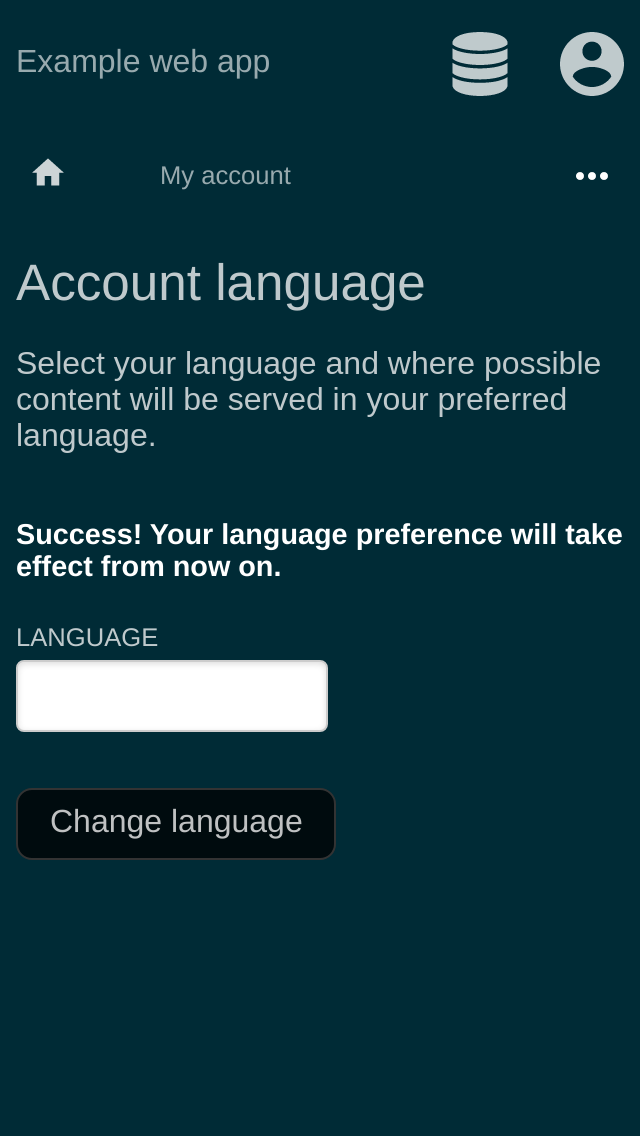 Example web app
My account
Account language
Select your language and where possible
content will be served in your preferred
language.
Success! Your language preference will take
effect from now on.
LANGUAGE
Change language